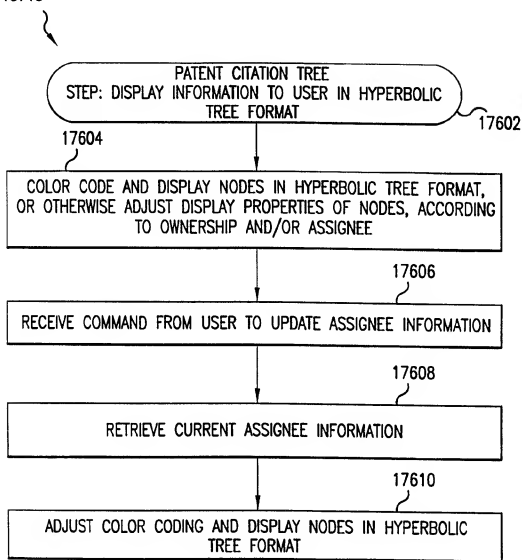 PATENT CITATION TREE
STEP: DISPLAY INFORMATION TO USER IN HYPERBOLIC
TREE FORMAT
17602
17604
COLOR CODE AND DISPLAY NODES IN HYPERBOLIC TREE FORMAT,
OR OTHERWISE ADJUST DISPLAY PROPERTIES OF NODES, ACCORDING
TO OWNERSHIP AND/OR ASSIGNEE
17606
RECEIVE COMMAND FROM USER TO UPDATE ASSIGNEE INFORMATION
17608
RETRIEVE CURRENT ASSIGNEE INFORMATION
17610
ADJUST COLOR CODING AND DISPLAY NODES IN HYPERBOLIC
TREE FORMAT